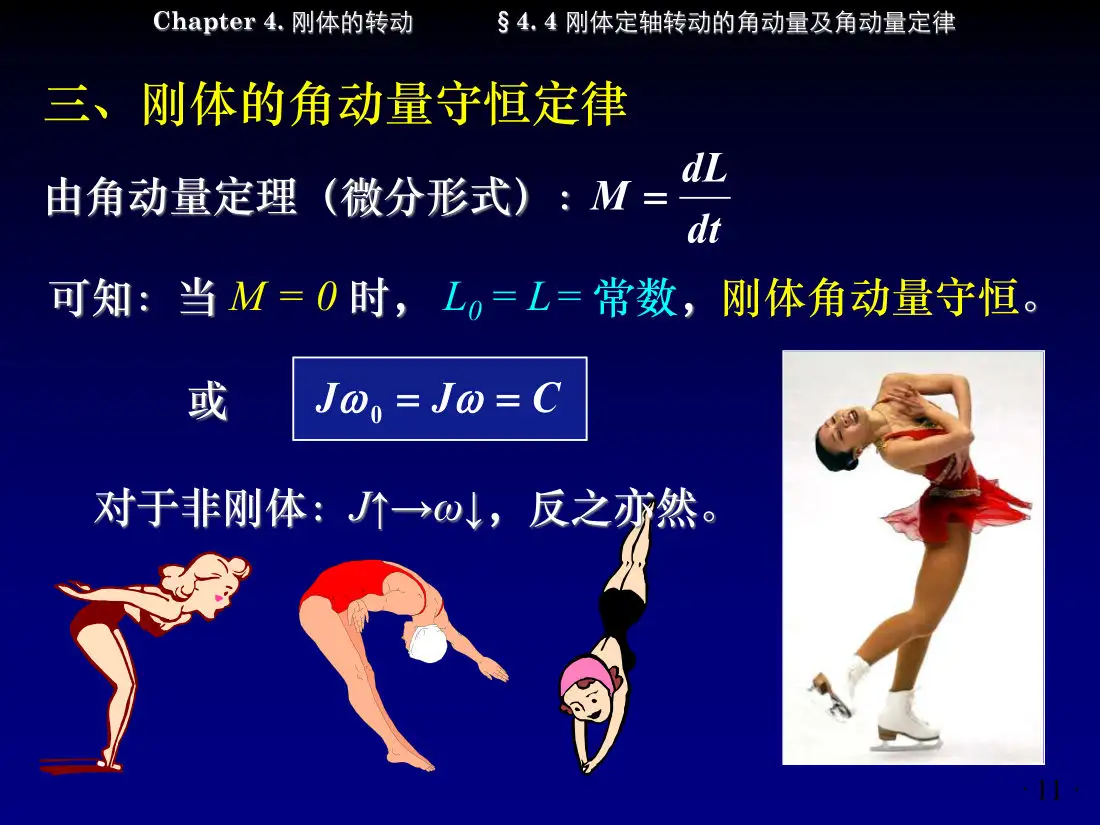 Chapter 4. 刚体的转动 §4. 4 刚体定轴转动的角动量及角动量定律
三、刚体的角动量守恒定律
由角动量定理（微分形式）: M = dL/dt
可知：当 M = 0 时， L₀ = L = 常数，刚体角动量守恒。
或 Jω₀ = Jω = C
对于非刚体：J↑→ω↓，反之亦然。
·11·